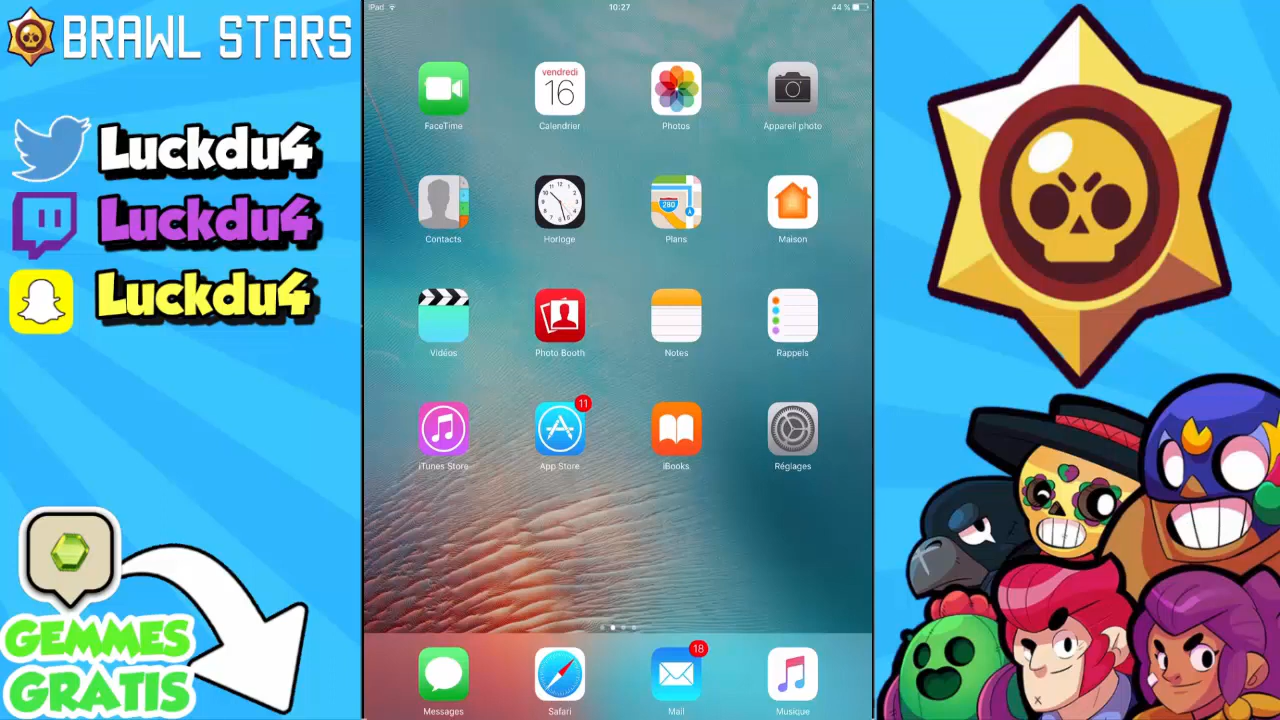 BRAWL STARS
Luckdu4
Luckdu4
Luckdu4
GEMMES
GRATIS
iPad 10:27 44 %
vendredi
16
FaceTime Calendrier Photos Appareil photo
280
Contacts Horloge Plans Maison
Vidéos Photo Booth Notes Rappels
11
iTunes Store App Store iBooks Réglages
18
Messages Safari Mail Musique